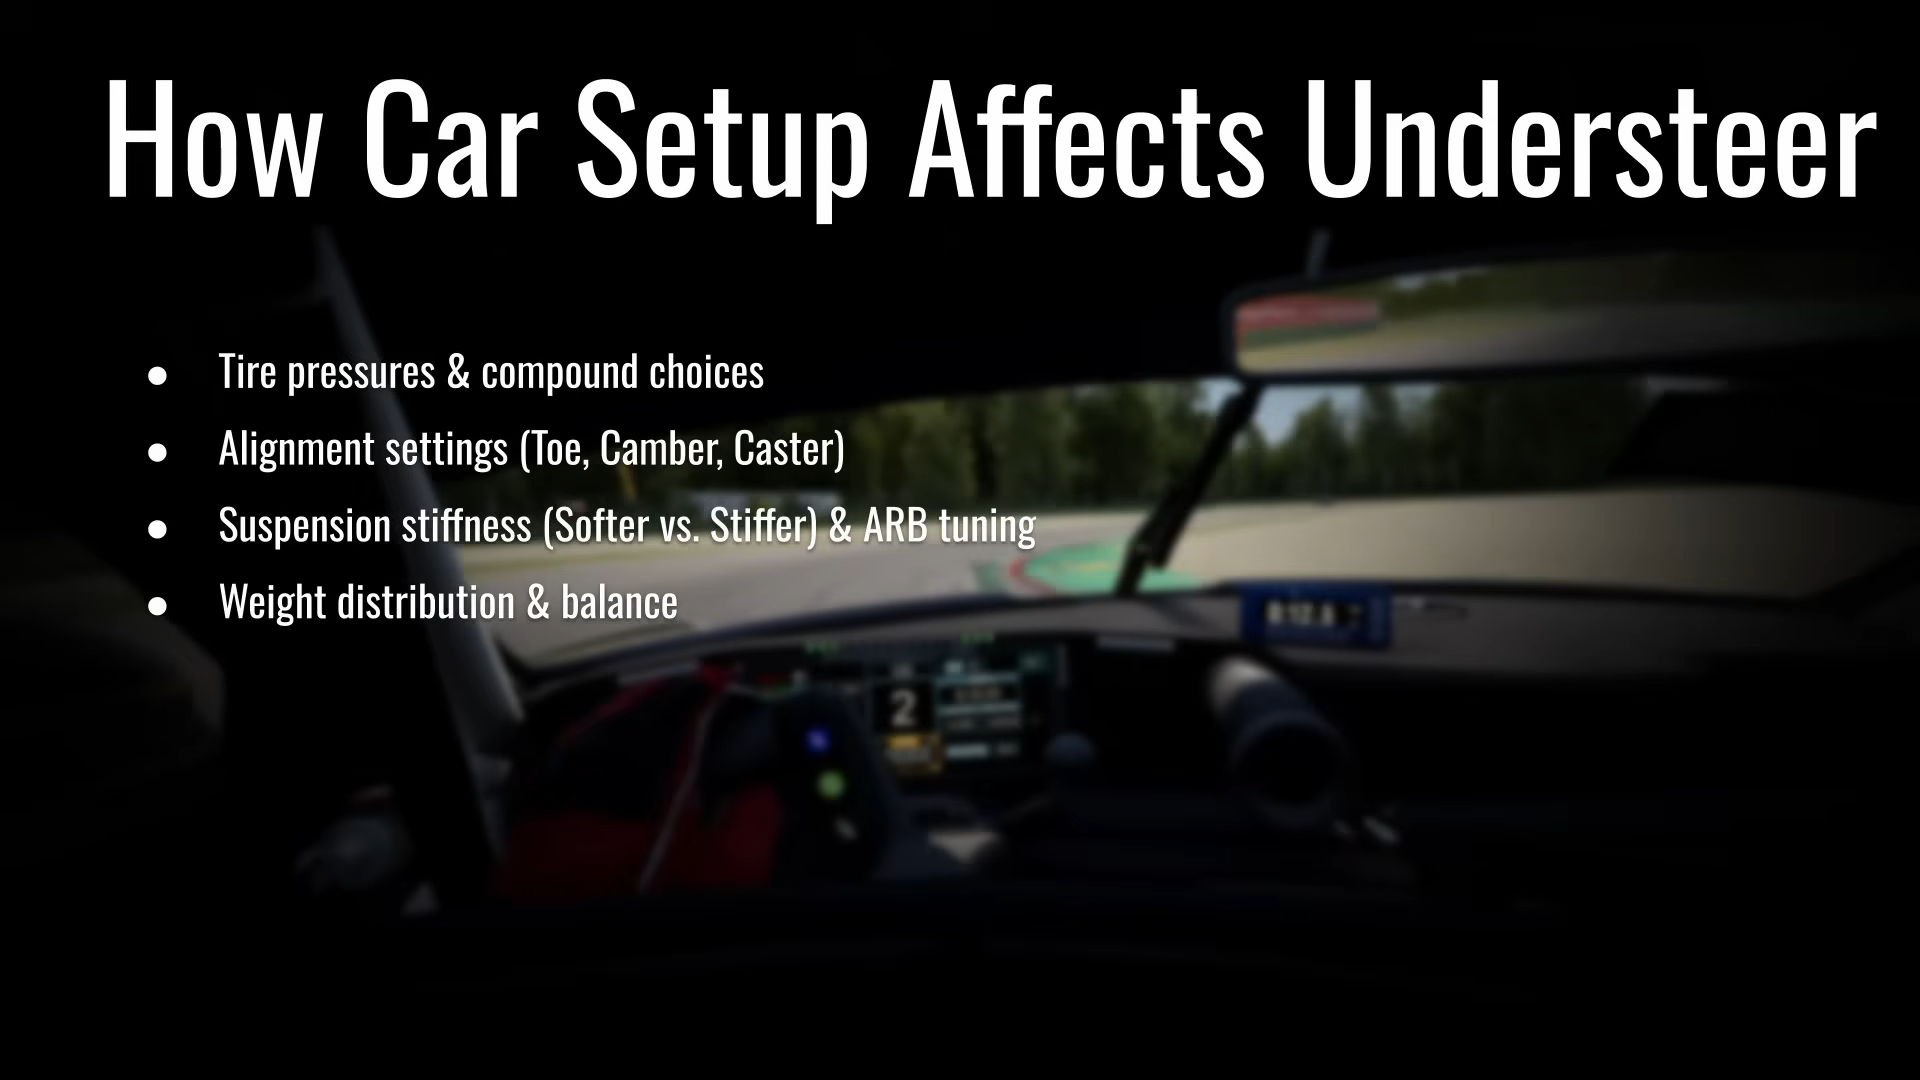 How Car Setup Affects Understeer
● Tire pressures & compound choices
● Alignment settings (Toe, Camber, Caster)
● Suspension stiffness (Softer vs. Stiffer) & ARB tuning
● Weight distribution & balance
2